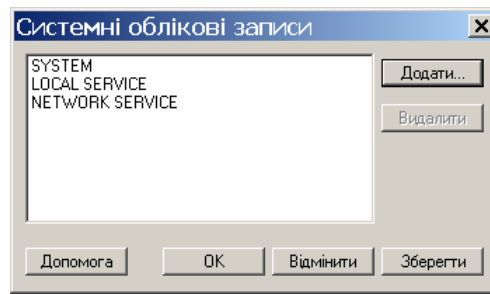 Системні облікові записи
SYSTEM
LOCAL SERVICE
NETWORK SERVICE
Додати...
Видалити
Допомога
OK
Відмінити
Зберегти